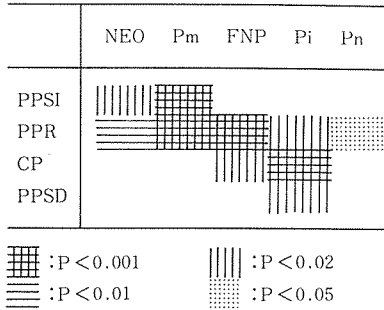 NEO Pm FNP Pi Pn
PPSI
PPR
CP
PPSD
:P<0.001 :P<0.02
:P<0.01 :P<0.05